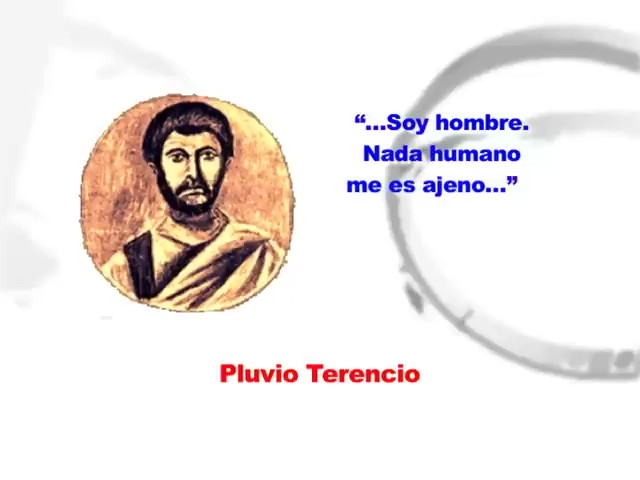 “...Soy hombre.
Nada humano
me es ajeno...”
Pluvio Terencio